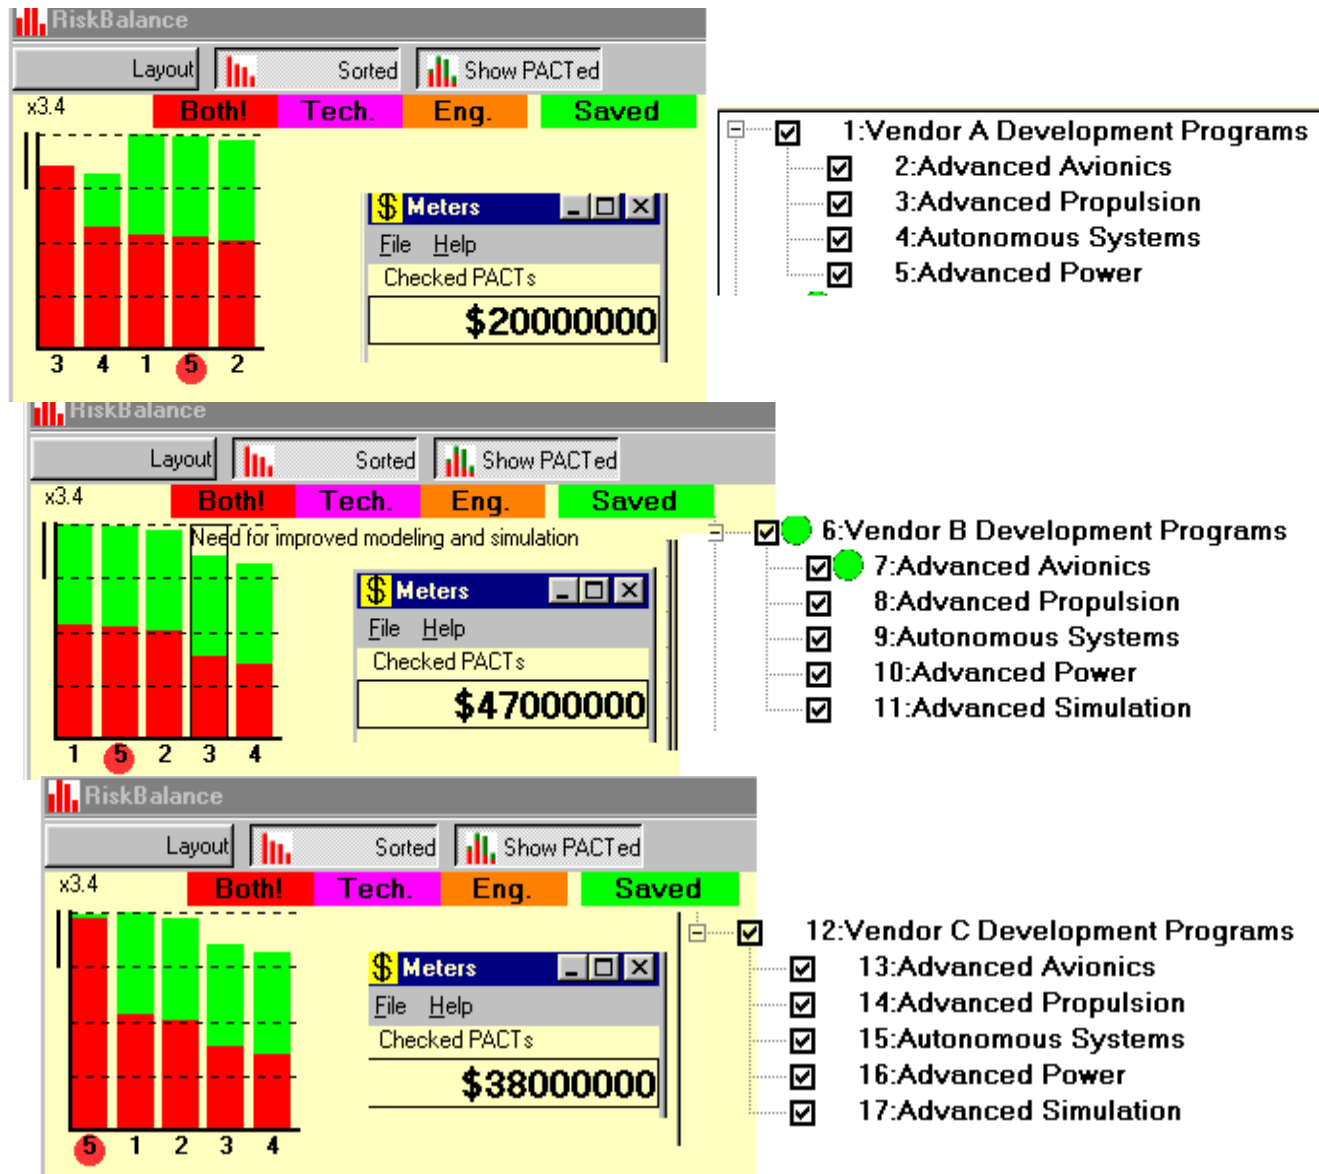 RiskBalance
Layout Sorted Show PACTed
x3.4 Both! Tech. Eng. Saved
1:Vendor A Development Programs
2:Advanced Avionics
3:Advanced Propulsion
4:Autonomous Systems
5:Advanced Power
$ Meters
File Help
Checked PACTs
$20000000
3 4 1 5 2
RiskBalance
Layout Sorted Show PACTed
x3.4 Both! Tech. Eng. Saved
Need for improved modeling and simulation
6:Vendor B Development Programs
7:Advanced Avionics
8:Advanced Propulsion
9:Autonomous Systems
10:Advanced Power
11:Advanced Simulation
$ Meters
File Help
Checked PACTs
$47000000
1 5 2 3 4
RiskBalance
Layout Sorted Show PACTed
x3.4 Both! Tech. Eng. Saved
12:Vendor C Development Programs
13:Advanced Avionics
14:Advanced Propulsion
15:Autonomous Systems
16:Advanced Power
17:Advanced Simulation
$ Meters
File Help
Checked PACTs
$38000000
5 1 2 3 4